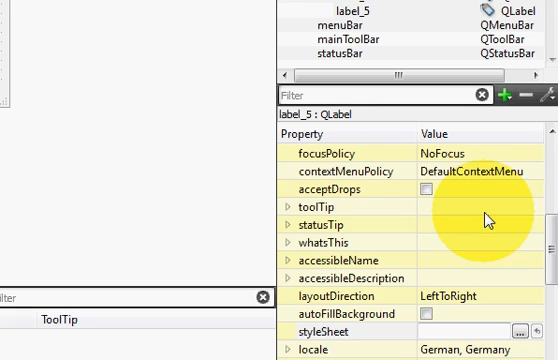 label_5 QLabel
menuBar QMenuBar
mainToolBar QToolBar
statusBar QStatusBar
Filter
label_5 : QLabel
Property Value
focusPolicy NoFocus
contextMenuPolicy DefaultContextMenu
acceptDrops
toolTip
statusTip
whatsThis
accessibleName
accessibleDescription
layoutDirection LeftToRight
autoFillBackground
styleSheet ...
locale German, Germany
ilter
ToolTip